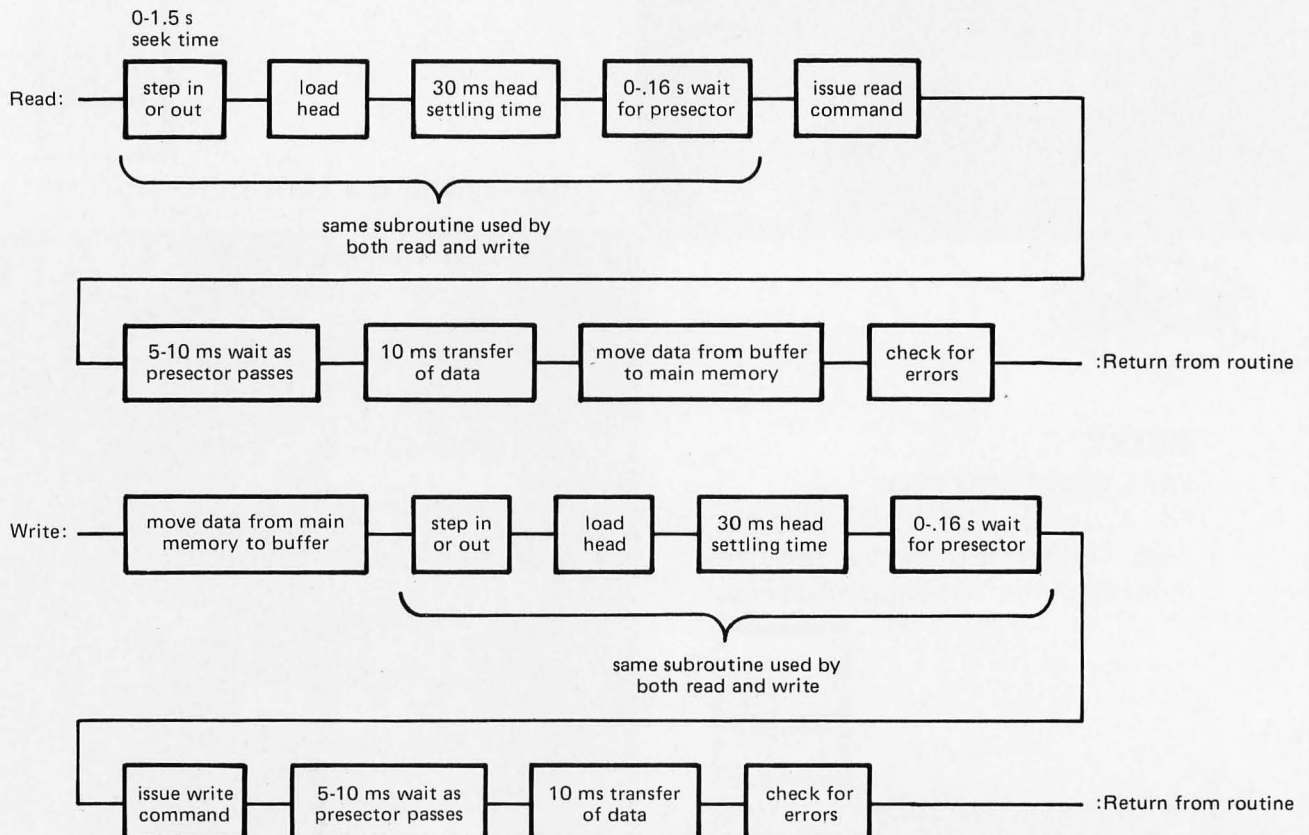 0-1.5 s
seek time
Read:
step in
or out
load
head
30 ms head
settling time
0-.16 s wait
for presector
issue read
command
same subroutine used by
both read and write
5-10 ms wait as
presector passes
10 ms transfer
of data
move data from buffer
to main memory
check for
errors
:Return from routine
Write:
move data from main
memory to buffer
step in
or out
load
head
30 ms head
settling time
0-.16 s wait
for presector
same subroutine used by
both read and write
issue write
command
5-10 ms wait as
presector passes
10 ms transfer
of data
check for
errors
:Return from routine